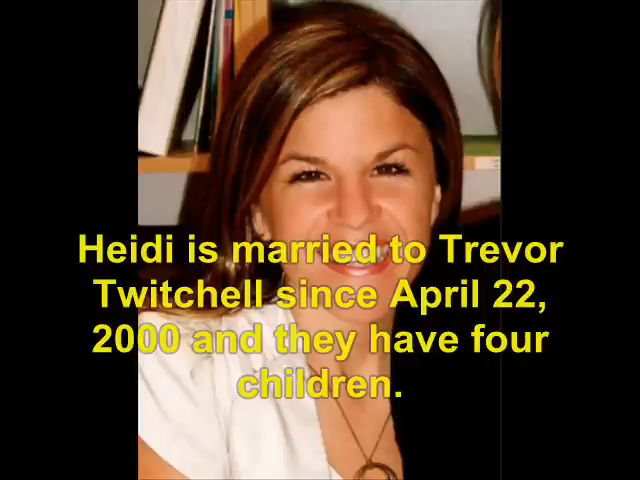 Heidi is married to Trevor
Twitchell since April 22,
2000 and they have four
children.